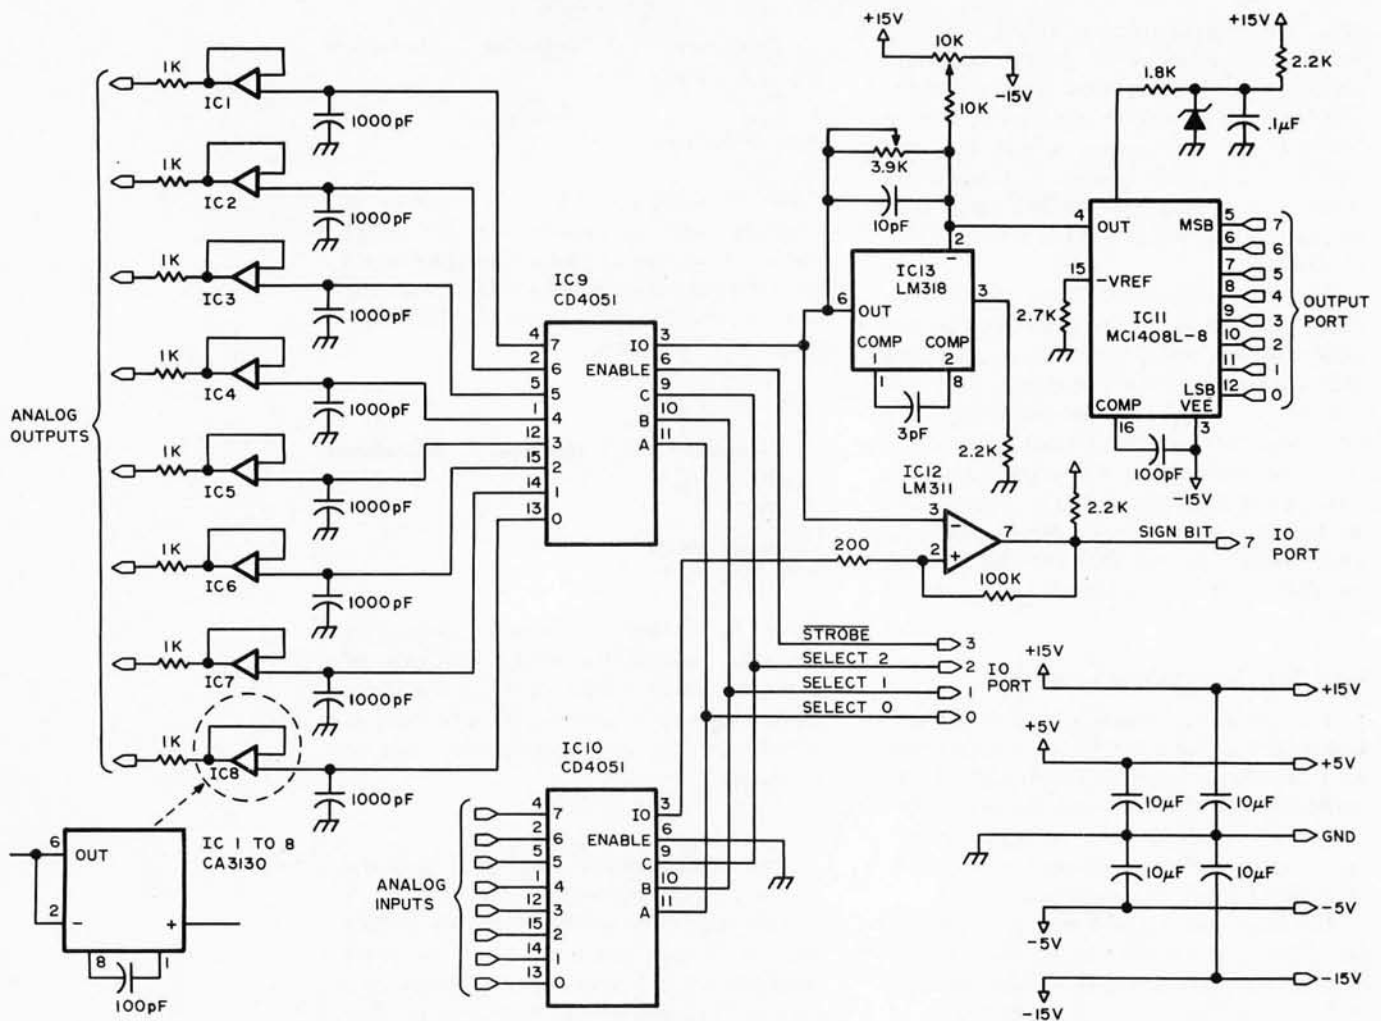 ANALOG OUTPUTS
1K
IC1
1000pF
1K
IC2
1000pF
1K
IC3
1000pF
1K
IC4
1000pF
1K
IC5
1000pF
1K
IC6
1000pF
1K
IC7
1000pF
1K
IC8
1000pF
6 OUT
2 -
+
8 1
100pF
IC 1 TO 8
CA3130
IC9
CD4051
4 7
2 6
5 5
1 4
12 3
15 2
14 1
13 0
IO 3
ENABLE 6
C 9
B 10
A 11
IC10
CD4051
ANALOG INPUTS
4 7
2 6
5 5
1 4
12 3
15 2
14 1
13 0
IO 3
ENABLE 6
C 9
B 10
A 11
+15V
10K
-15V
10K
3.9K
10pF
2
-
IC13
LM318
6 OUT
3
COMP 1
COMP 2
1 8
3pF
2.2K
+15V
2.2K
1.8K
.1µF
4 OUT
15 -VREF
2.7K
IC11
MC1408L-8
MSB 5 7
6 6
7 5
8 4
9 3
10 2
11 1
LSB 12 0
OUTPUT PORT
COMP
VEE
16 3
100pF
-15V
IC12
LM311
3 -
2 +
7
200
100K
2.2K
SIGN BIT
7 IO PORT
STROBE 3
SELECT 2 2
SELECT 1 1
SELECT 0 0
IO PORT
+15V
+15V
+5V
+5V
10µF
10µF
GND
10µF
10µF
-5V
-5V
-15V
-15V